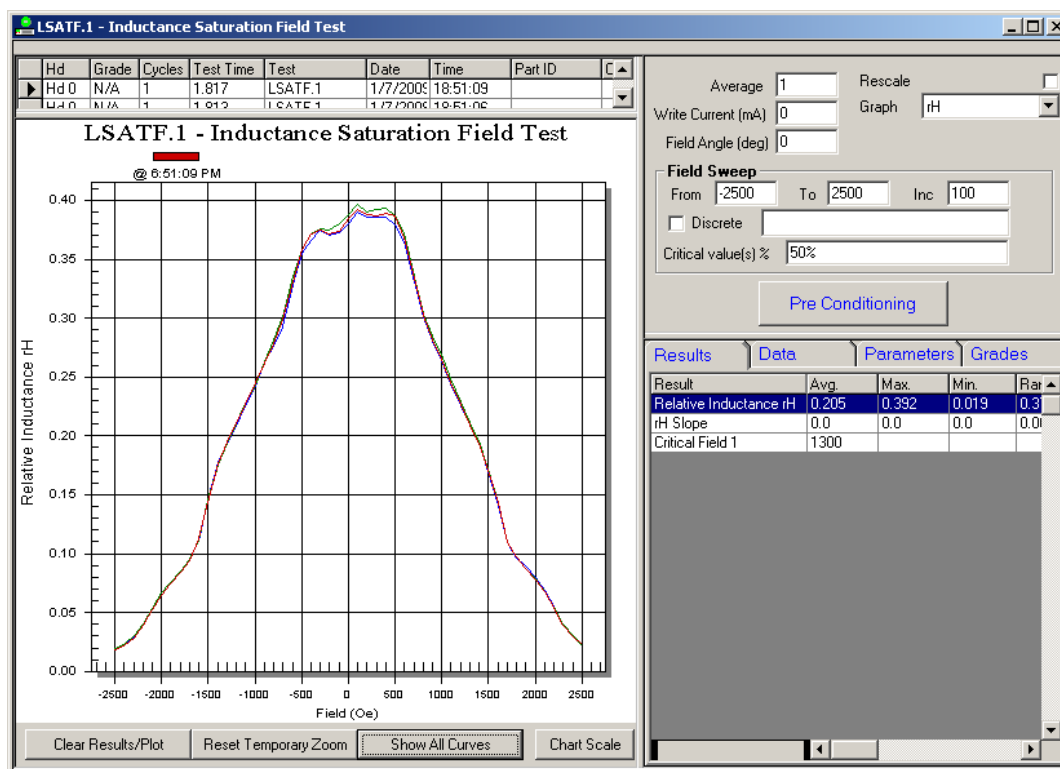 LSATF.1 - Inductance Saturation Field Test
Hd Grade Cycles Test Time Test Date Time Part ID
Hd 0 N/A 1 1.817 LSATF.1 1/7/2009 18:51:09
LSATF.1 - Inductance Saturation Field Test
@ 6:51:09 PM
Relative Inductance rH
0.40
0.35
0.30
0.25
0.20
0.15
0.10
0.05
0.00
-2500 -2000 -1500 -1000 -500 0 500 1000 1500 2000 2500
Field (Oe)
Clear Results/Plot Reset Temporary Zoom Show All Curves Chart Scale
Average 1 Rescale
Write Current (mA) 0 Graph rH
Field Angle (deg) 0
Field Sweep
From -2500 To 2500 Inc 100
Discrete
Critical value(s) % 50%
Pre Conditioning
Results Data Parameters Grades
Result Avg. Max. Min.
Relative Inductance rH 0.205 0.392 0.019
rH Slope 0.0 0.0 0.0
Critical Field 1 1300